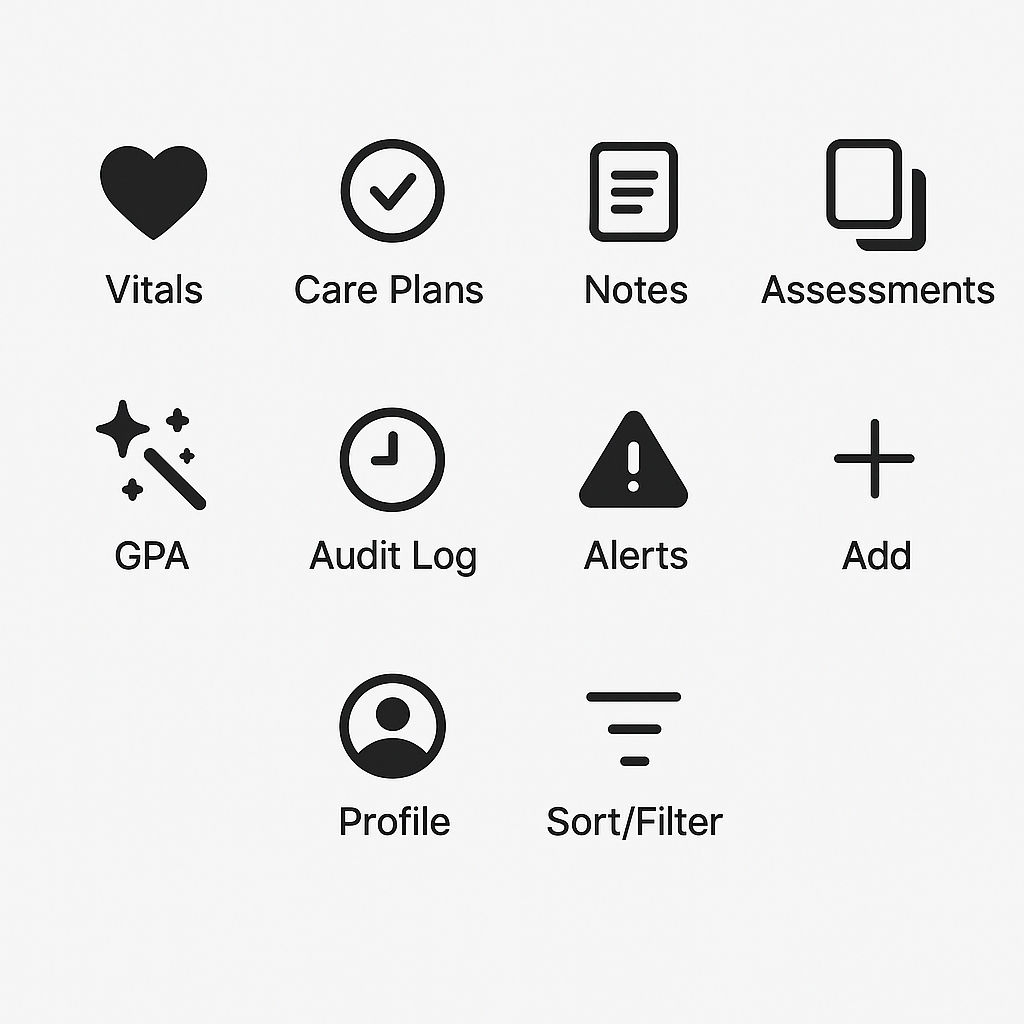 Vitals
Care Plans
Notes
Assessments
GPA
Audit Log
Alerts
Add
Profile
Sort/Filter